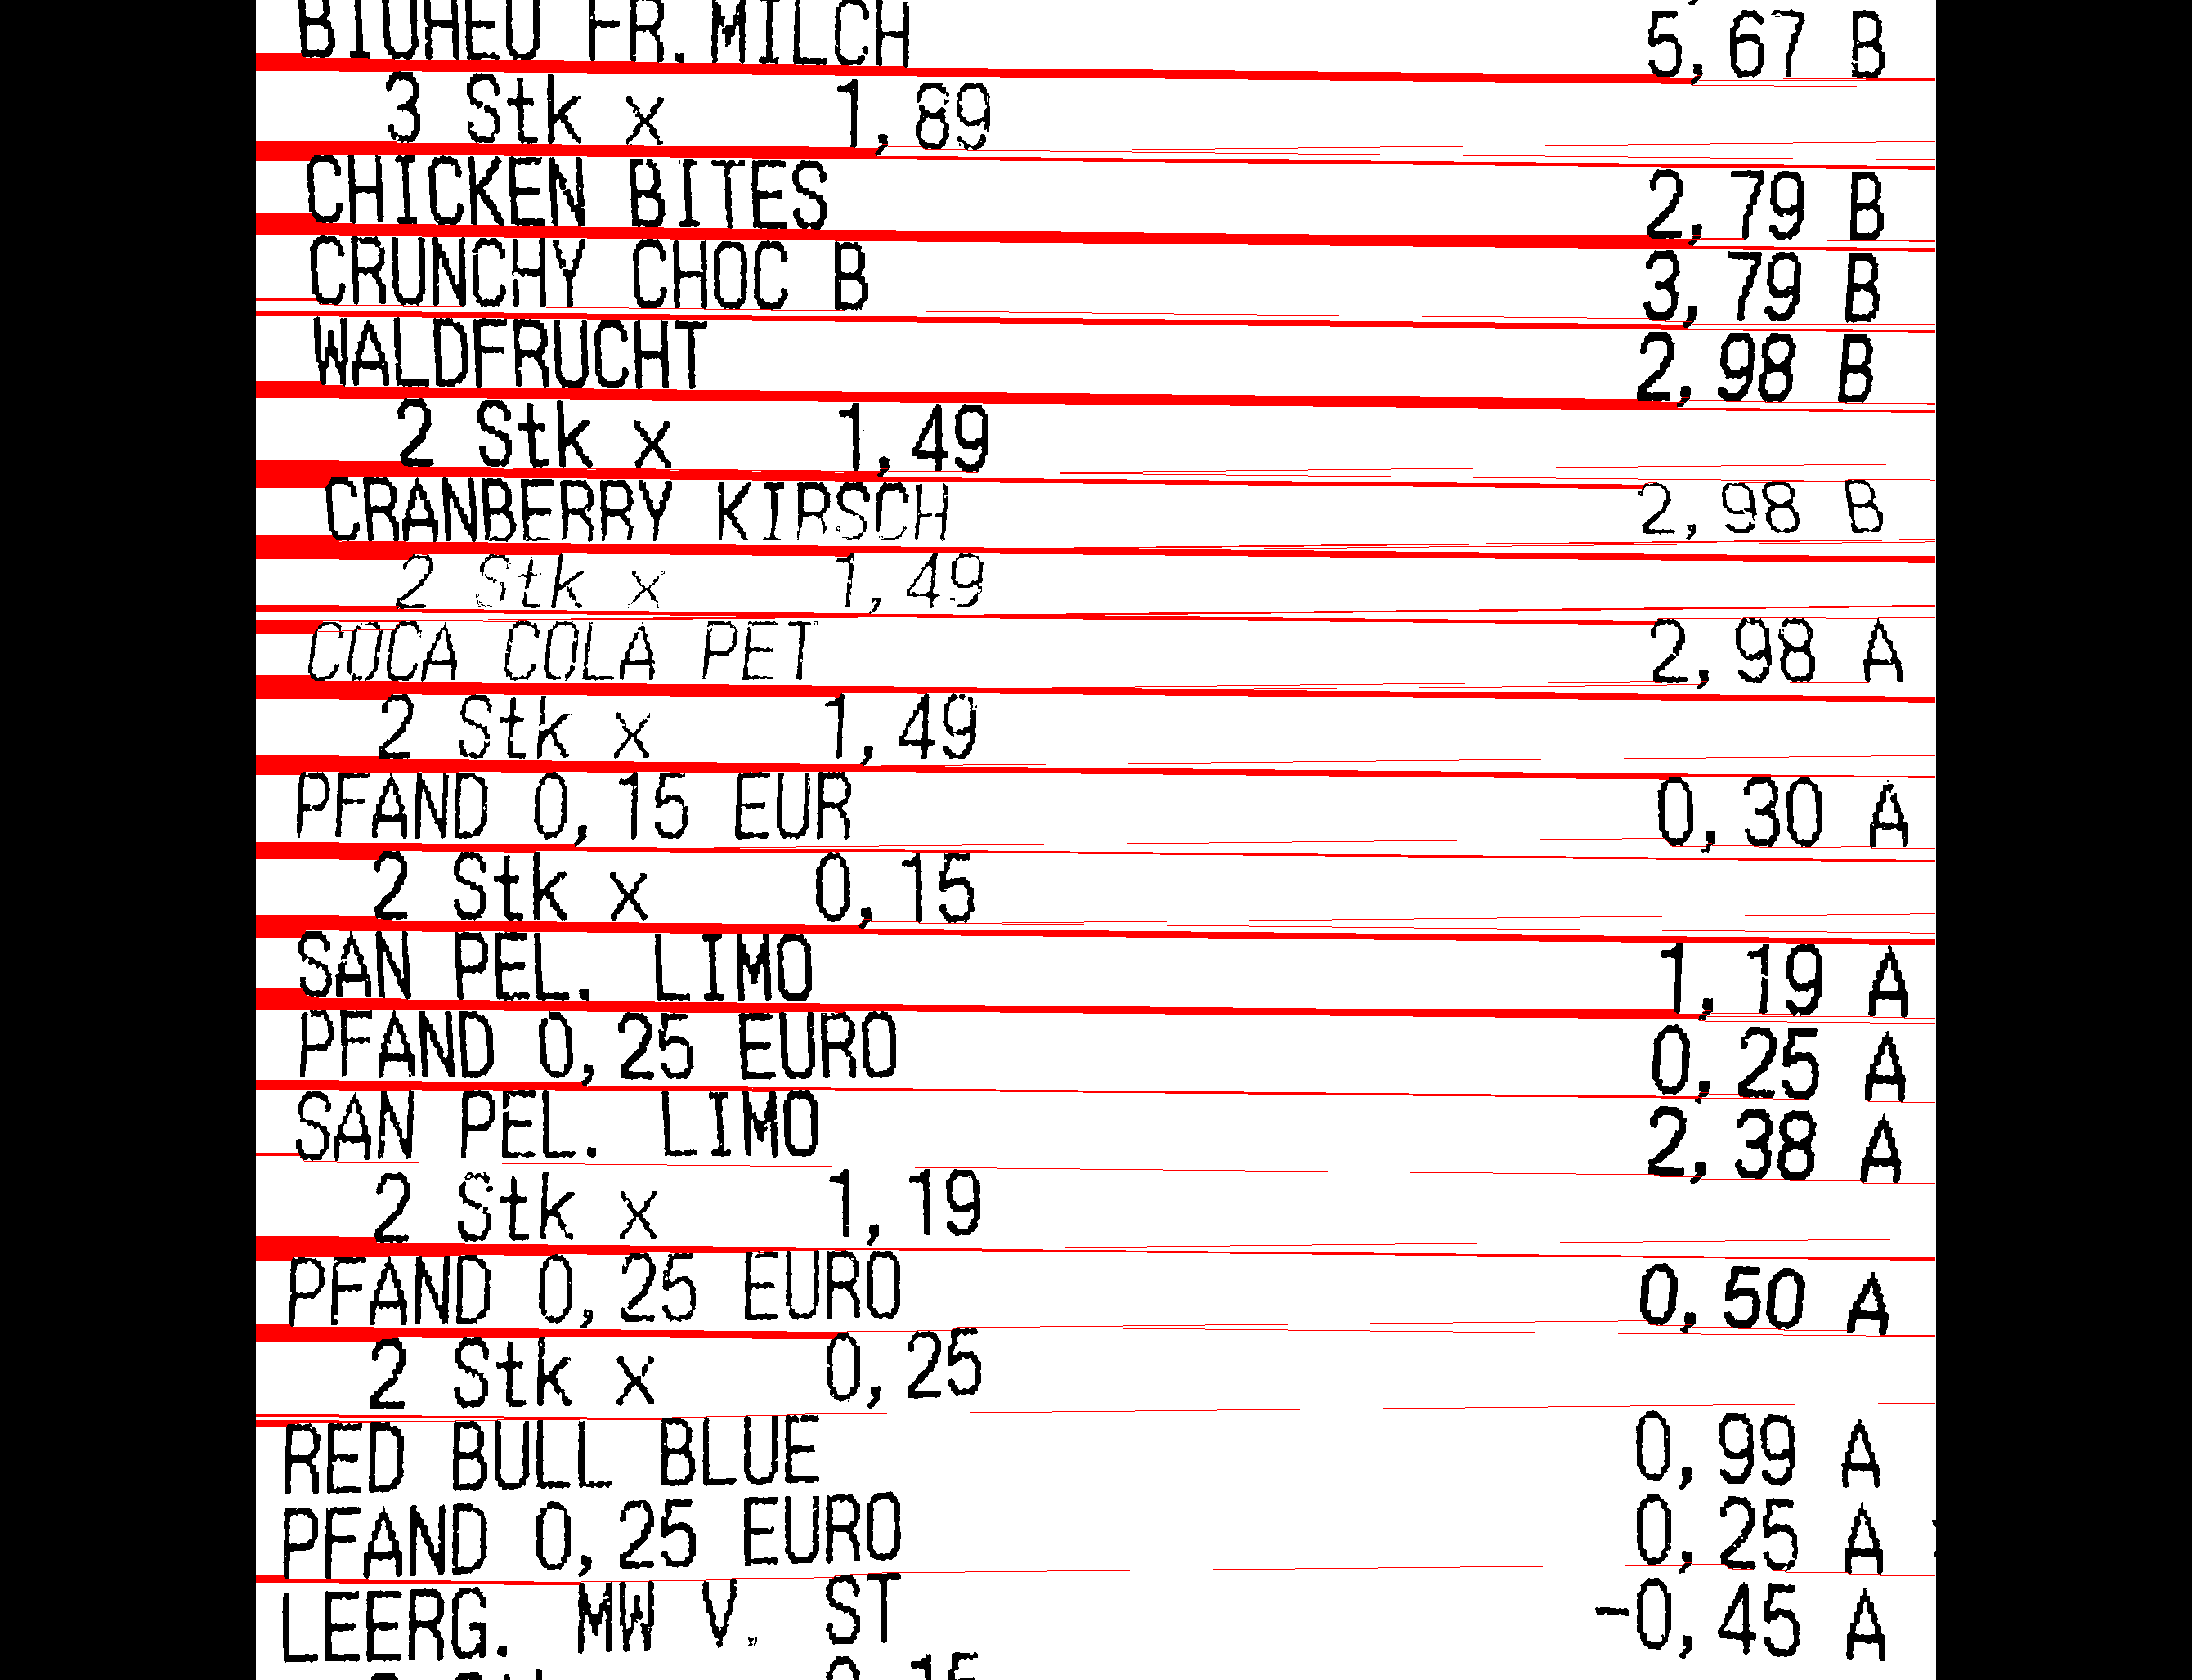 BIOHEU FR.MILCH 5,67 B
3 Stk x 1,89
CHICKEN BITES 2,79 B
CRUNCHY CHOC B 3,79 B
WALDFRUCHT 2,98 B
2 Stk x 1,49
CRANBERRY KIRSCH 2,98 B
2 Stk x 1,49
COCA COLA PET 2,98 A
2 Stk x 1,49
PFAND 0,15 EUR 0,30 A
2 Stk x 0,15
SAN PEL. LIMO 1,19 A
PFAND 0,25 EURO 0,25 A
SAN PEL. LIMO 2,38 A
2 Stk x 1,19
PFAND 0,25 EURO 0,50 A
2 Stk x 0,25
RED BULL BLUE 0,99 A
PFAND 0,25 EURO 0,25 A
LEERG. MW V. ST -0,45 A